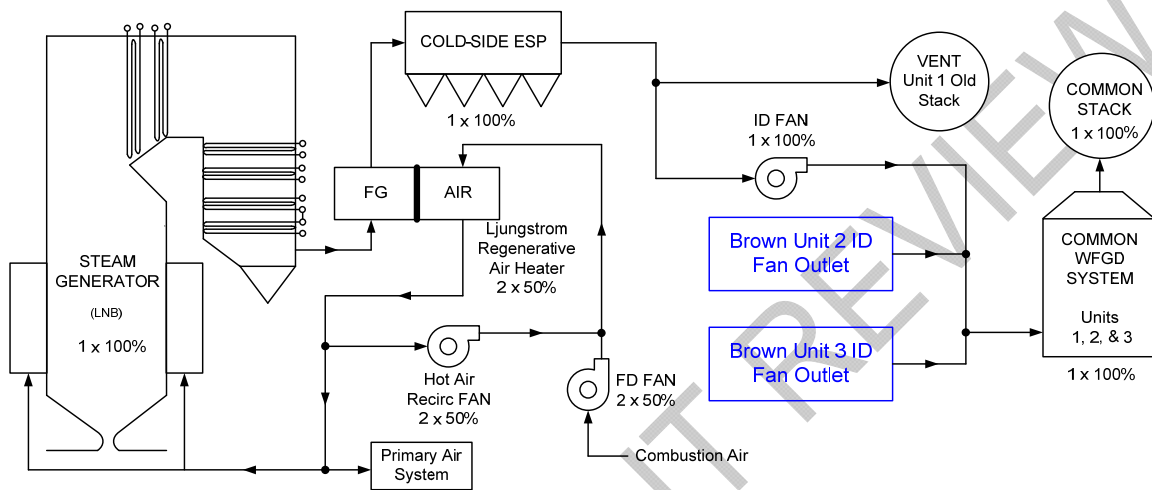 COLD-SIDE ESP
1 x 100%
VENT
Unit 1 Old
Stack
COMMON
STACK
1 x 100%
ID FAN
1 x 100%
FG
AIR
Ljungstrom
Regenerative
Air Heater
2 x 50%
STEAM
GENERATOR
(LNB)
1 x 100%
Brown Unit 2 ID
Fan Outlet
COMMON
WFGD
SYSTEM
Units
1, 2, & 3
1 x 100%
Brown Unit 3 ID
Fan Outlet
Hot Air
Recirc FAN
2 x 50%
FD FAN
2 x 50%
Primary Air
System
Combustion Air
IT REVIEW